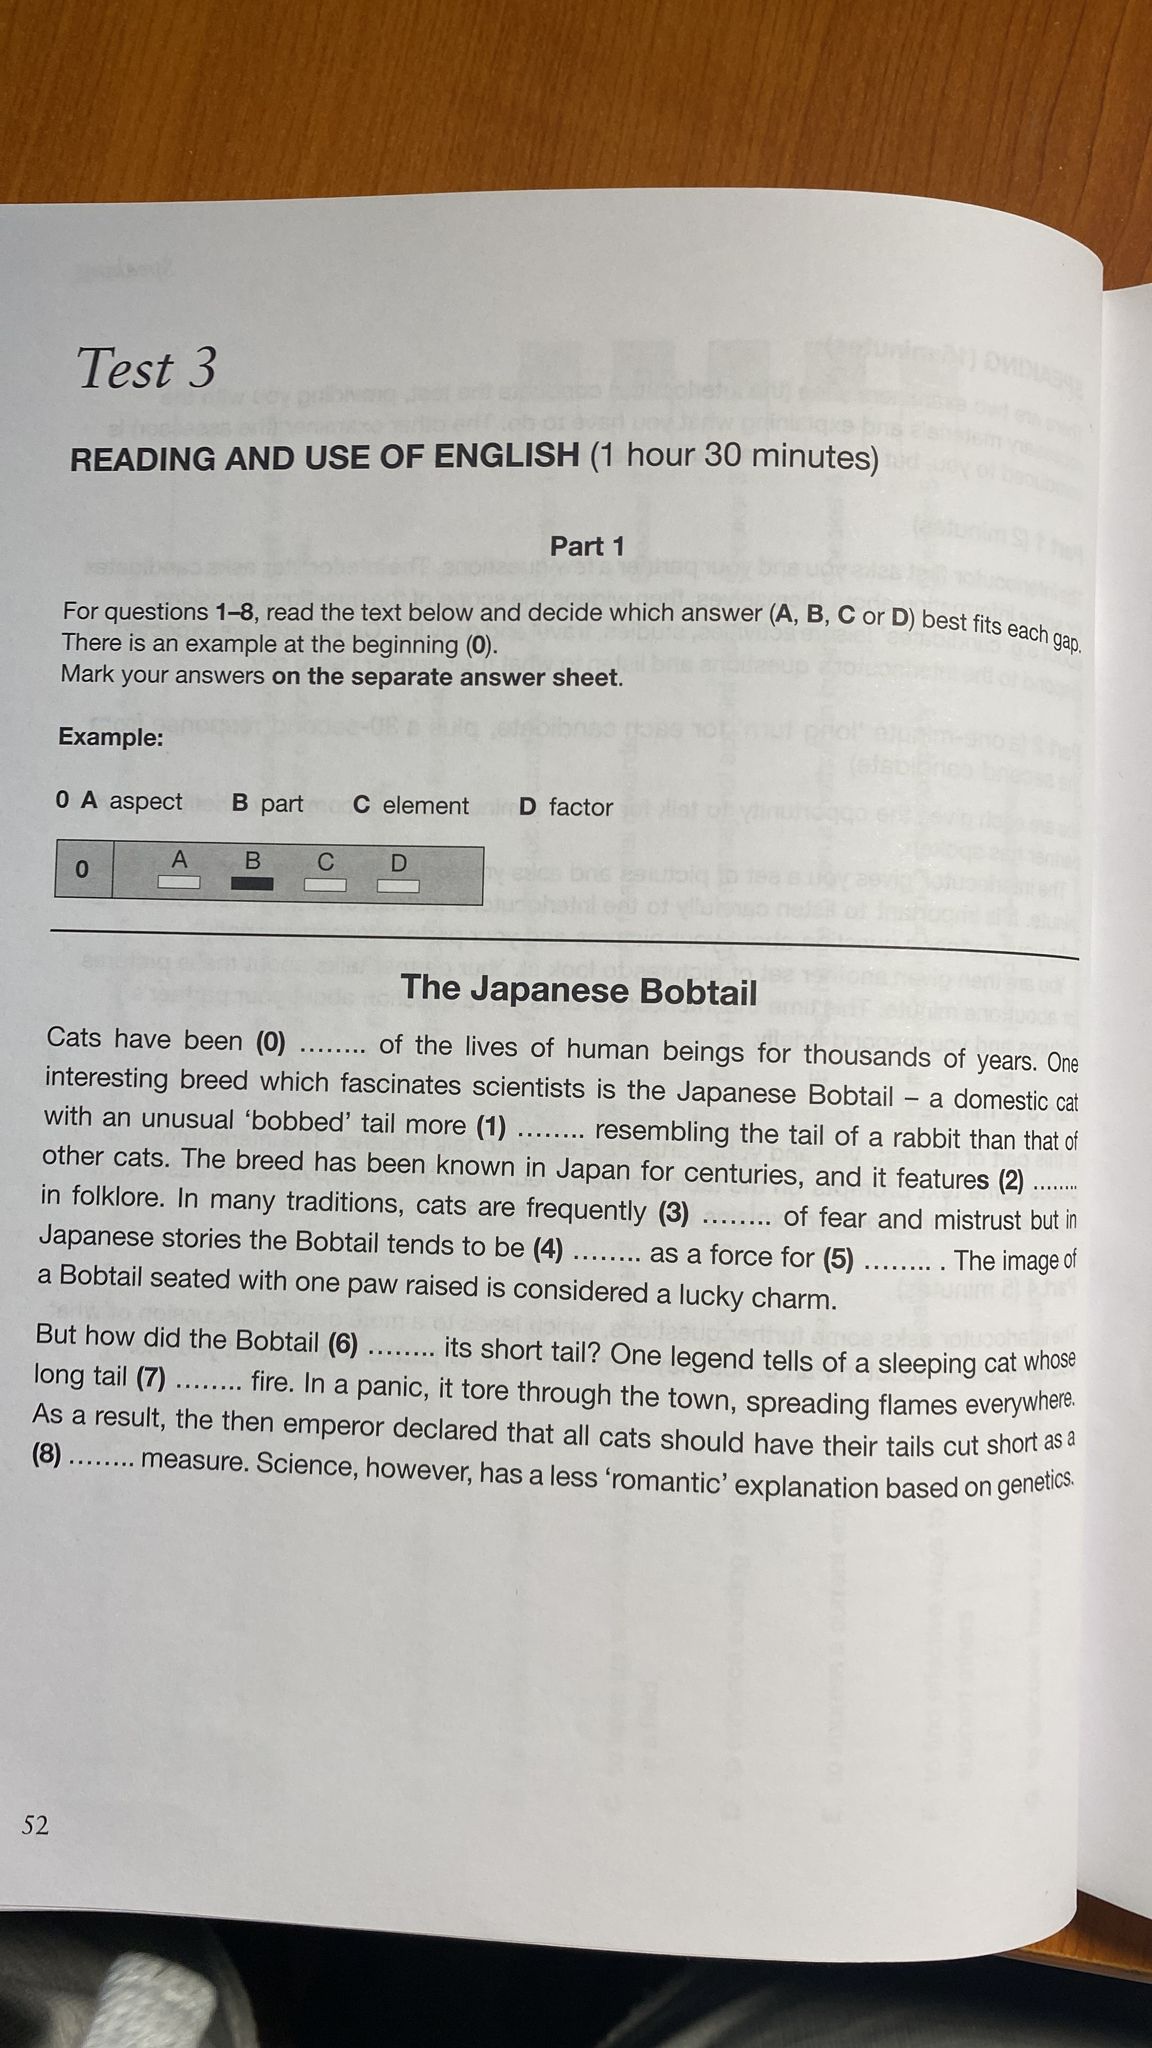 Test 3
READING AND USE OF ENGLISH (1 hour 30 minutes)
Part 1
For questions 1–8, read the text below and decide which answer (A, B, C or D) best fits each gap.
There is an example at the beginning (0).
Mark your answers on the separate answer sheet.
Example:
0 A aspect B part C element D factor
0 A B C D
The Japanese Bobtail
Cats have been (0) ........ of the lives of human beings for thousands of years. One
interesting breed which fascinates scientists is the Japanese Bobtail – a domestic cat
with an unusual ‘bobbed’ tail more (1) ........ resembling the tail of a rabbit than that of
other cats. The breed has been known in Japan for centuries, and it features (2) ........
in folklore. In many traditions, cats are frequently (3) ........ of fear and mistrust but in
Japanese stories the Bobtail tends to be (4) ........ as a force for (5) ........ . The image of
a Bobtail seated with one paw raised is considered a lucky charm.
But how did the Bobtail (6) ........ its short tail? One legend tells of a sleeping cat whose
long tail (7) ........ fire. In a panic, it tore through the town, spreading flames everywhere.
As a result, the then emperor declared that all cats should have their tails cut short as a
(8) ........ measure. Science, however, has a less ‘romantic’ explanation based on genetics.
52